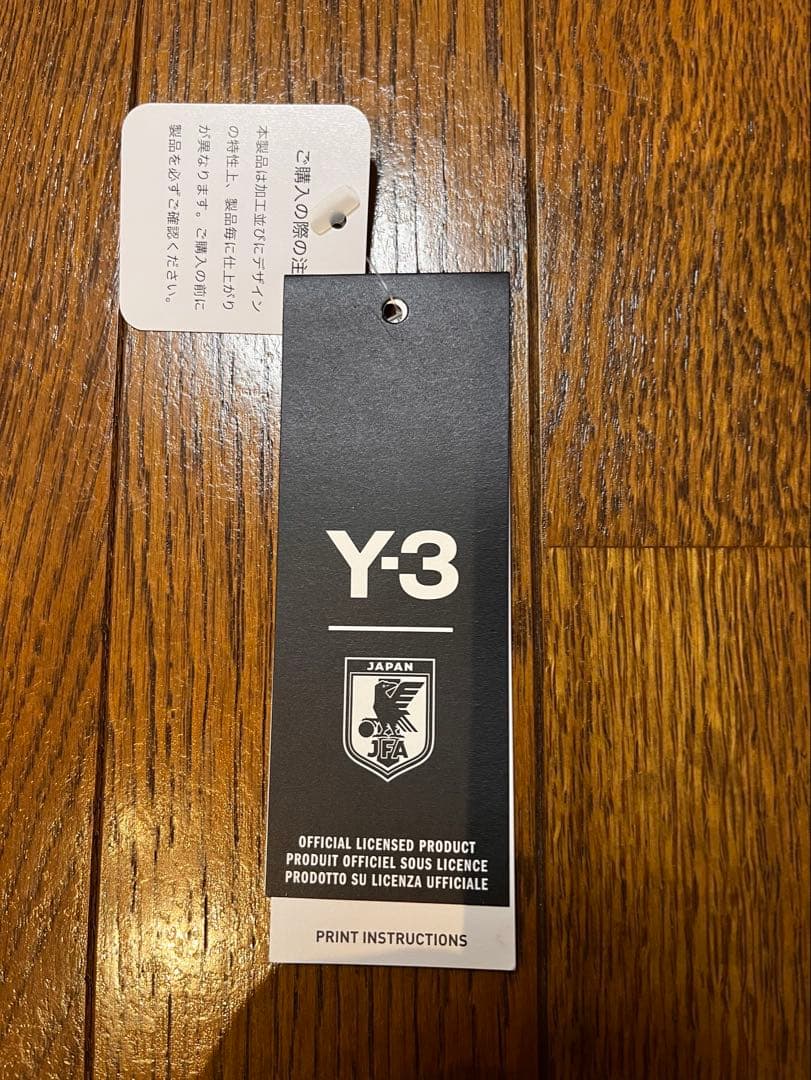 ご購入の際の注
本製品は加工並びにデザイン
の特性上、製品毎に仕上がり
が異なります。ご購入の前に
製品を必ずご確認ください。
Y-3
JAPAN
JFA
OFFICIAL LICENSED PRODUCT
PRODUIT OFFICIEL SOUS LICENCE
PRODOTTO SU LICENZA UFFICIALE
PRINT INSTRUCTIONS